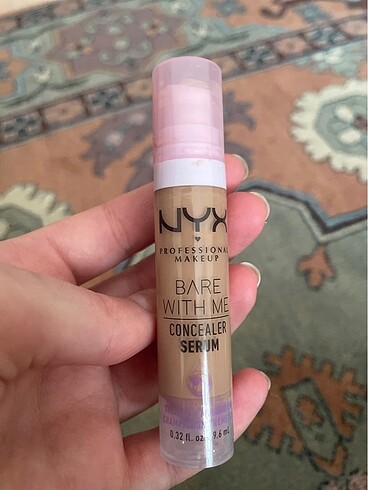 NYX
PROFESSIONAL
MAKEUP
BARE
WITH ME
CONCEALER
SERUM
0.32 fl. oz. 9.6 mL